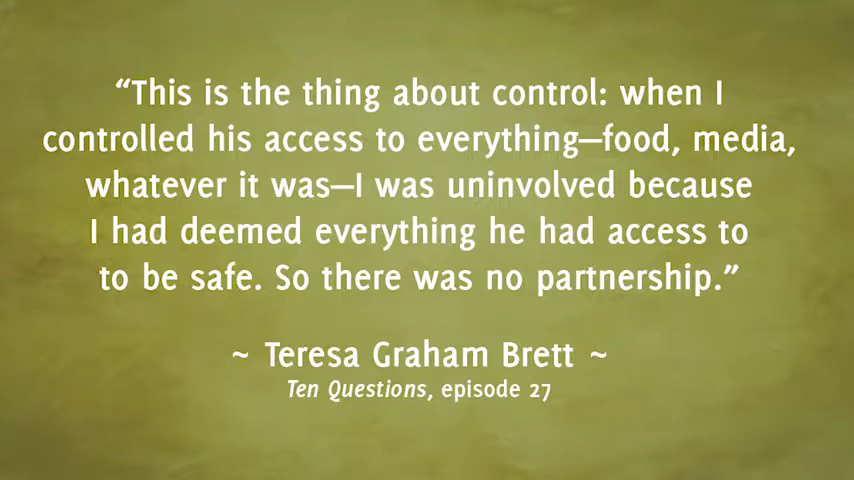 “This is the thing about control: when I
controlled his access to everything—food, media,
whatever it was—I was uninvolved because
I had deemed everything he had access to
to be safe. So there was no partnership.”
~ Teresa Graham Brett ~
Ten Questions, episode 27